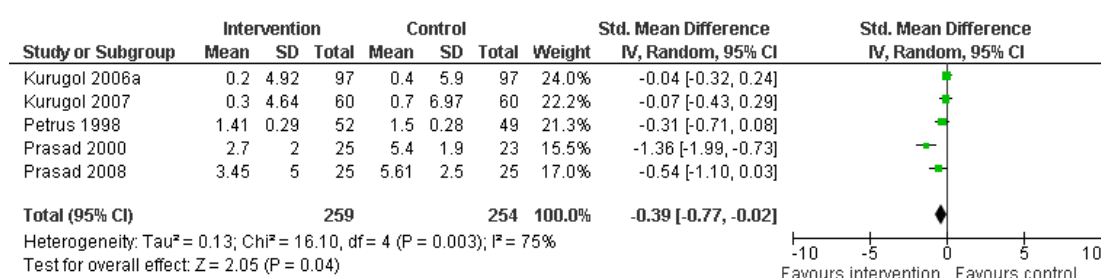 Intervention Control Std. Mean Difference Std. Mean Difference
Study or Subgroup Mean SD Total Mean SD Total Weight IV, Random, 95% CI IV, Random, 95% CI
Kurugol 2006a 0.2 4.92 97 0.4 5.9 97 24.0% -0.04 [-0.32, 0.24]
Kurugol 2007 0.3 4.64 60 0.7 6.97 60 22.2% -0.07 [-0.43, 0.29]
Petrus 1998 1.41 0.29 52 1.5 0.28 49 21.3% -0.31 [-0.71, 0.08]
Prasad 2000 2.7 2 25 5.4 1.9 23 15.5% -1.36 [-1.99, -0.73]
Prasad 2008 3.45 5 25 5.61 2.5 25 17.0% -0.54 [-1.10, 0.03]
Total (95% CI) 259 254 100.0% -0.39 [-0.77, -0.02]
Heterogeneity: Tau² = 0.13; Chi² = 16.10, df = 4 (P = 0.003); I² = 75%
Test for overall effect: Z = 2.05 (P = 0.04)
-10 -5 0 5 10
Favours intervention Favours control